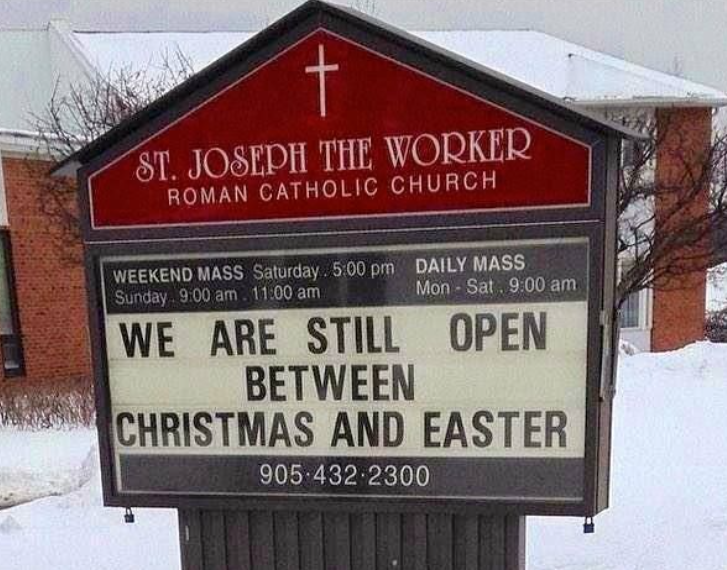 ST. JOSEPH THE WORKER
ROMAN CATHOLIC CHURCH
WEEKEND MASS Saturday . 5:00 pm
Sunday . 9:00 am . 11:00 am
DAILY MASS
Mon - Sat . 9:00 am
WE ARE STILL OPEN
BETWEEN
CHRISTMAS AND EASTER
905·432·2300